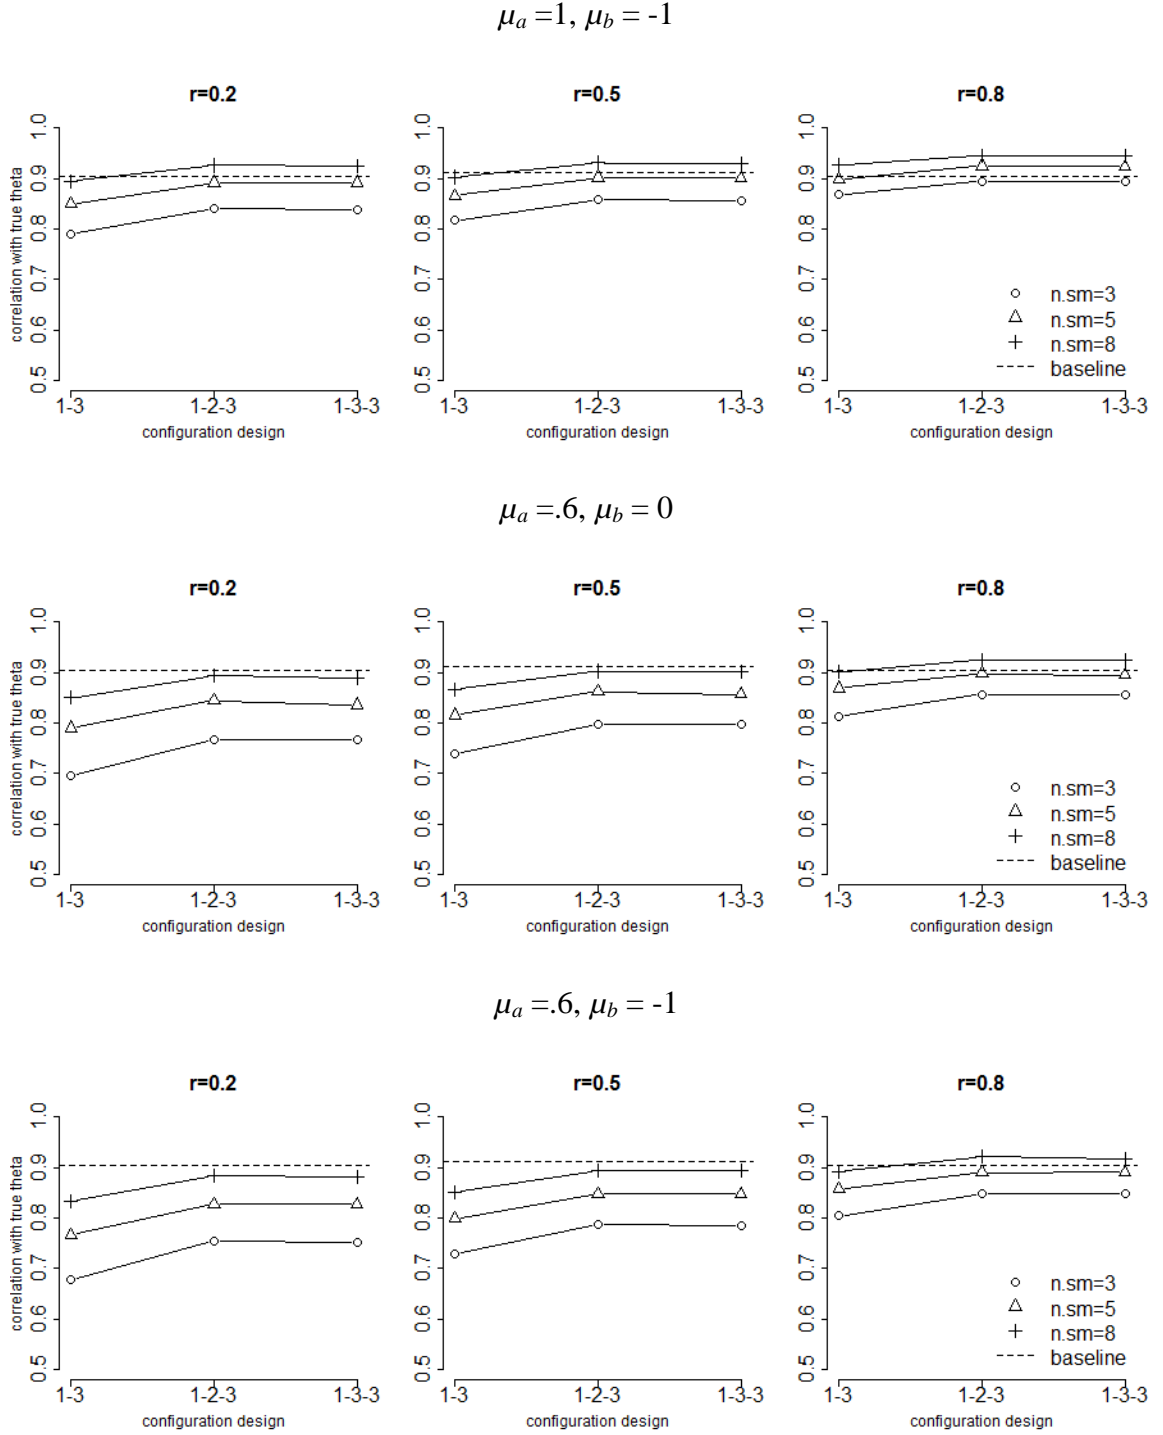 μa =1, μb = -1
r=0.2
r=0.5
r=0.8
correlation with true theta
1.0
0.9
0.8
0.7
0.6
0.5
1.0
0.9
0.8
0.7
0.6
0.5
1.0
0.9
0.8
0.7
0.6
0.5
n.sm=3
n.sm=5
n.sm=8
baseline
1-3 1-2-3 1-3-3
1-3 1-2-3 1-3-3
1-3 1-2-3 1-3-3
configuration design
configuration design
configuration design
μa =.6, μb = 0
r=0.2
r=0.5
r=0.8
correlation with true theta
1.0
0.9
0.8
0.7
0.6
0.5
1.0
0.9
0.8
0.7
0.6
0.5
1.0
0.9
0.8
0.7
0.6
0.5
n.sm=3
n.sm=5
n.sm=8
baseline
1-3 1-2-3 1-3-3
1-3 1-2-3 1-3-3
1-3 1-2-3 1-3-3
configuration design
configuration design
configuration design
μa =.6, μb = -1
r=0.2
r=0.5
r=0.8
correlation with true theta
1.0
0.9
0.8
0.7
0.6
0.5
1.0
0.9
0.8
0.7
0.6
0.5
1.0
0.9
0.8
0.7
0.6
0.5
n.sm=3
n.sm=5
n.sm=8
baseline
1-3 1-2-3 1-3-3
1-3 1-2-3 1-3-3
1-3 1-2-3 1-3-3
configuration design
configuration design
configuration design